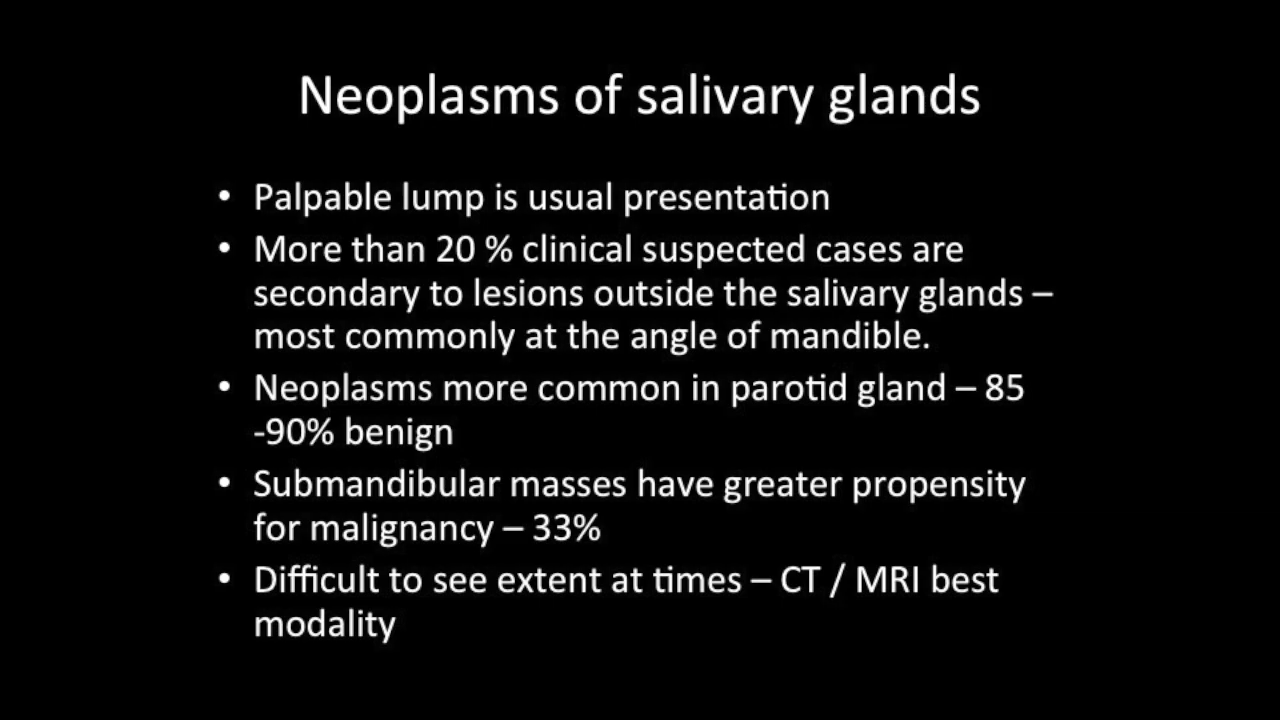 Neoplasms of salivary glands
• Palpable lump is usual presentation
• More than 20 % clinical suspected cases are
secondary to lesions outside the salivary glands –
most commonly at the angle of mandible.
• Neoplasms more common in parotid gland – 85
-90% benign
• Submandibular masses have greater propensity
for malignancy – 33%
• Difficult to see extent at times – CT / MRI best
modality